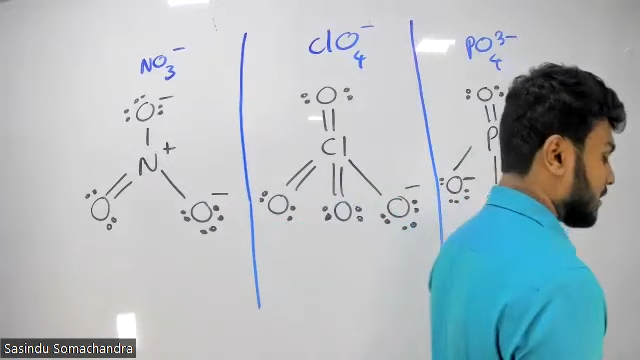 NO₃⁻
O⁻
N⁺
O
O⁻
ClO₄⁻
O
Cl
O
O
O⁻
PO₄³⁻
O
P
O⁻
Sasindu Somachandra